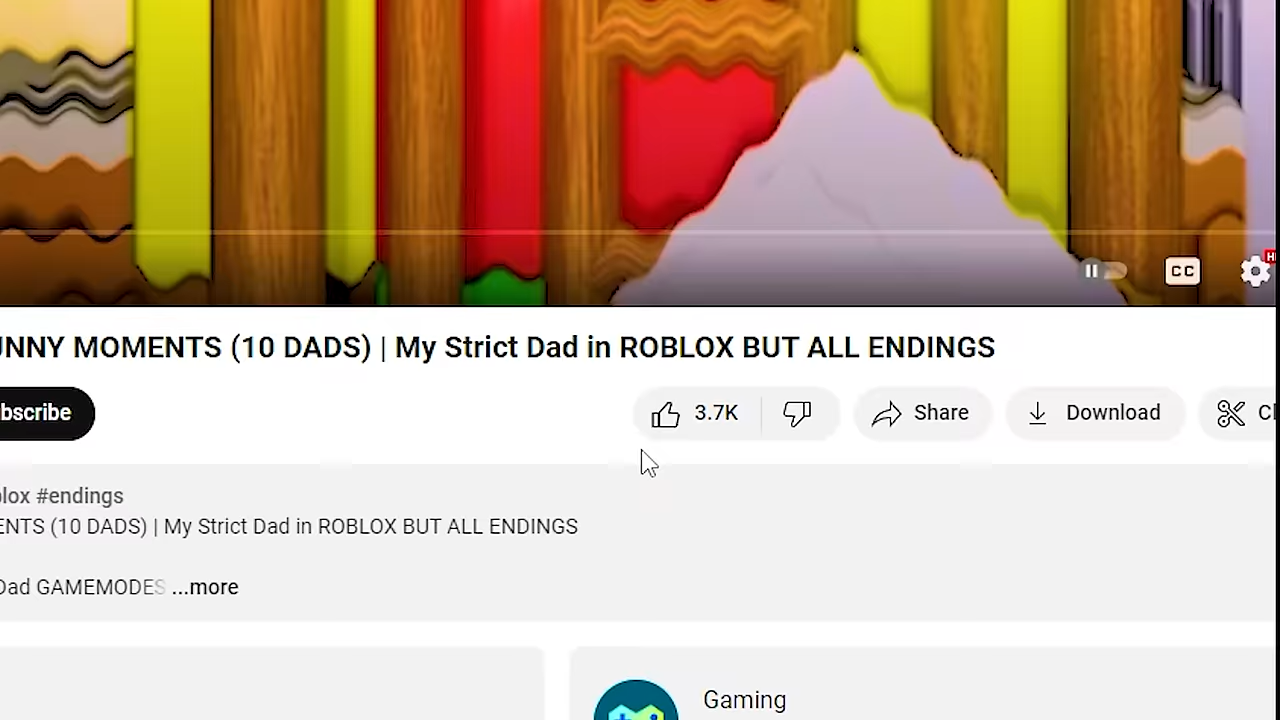 CC
UNNY MOMENTS (10 DADS) | My Strict Dad in ROBLOX BUT ALL ENDINGS
bscribe
3.7K
Share
Download
blox #endings
ENTS (10 DADS) | My Strict Dad in ROBLOX BUT ALL ENDINGS
Dad GAMEMODES ...more
Gaming